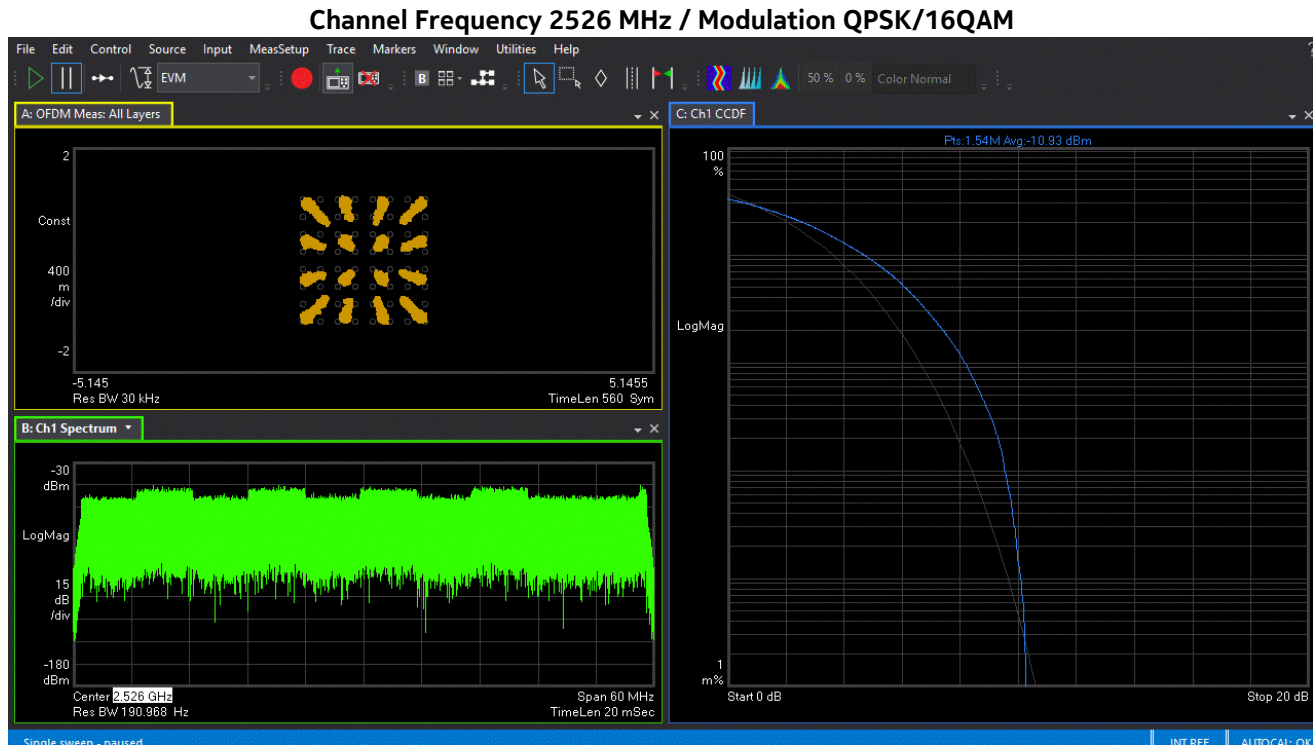 Channel Frequency 2526 MHz / Modulation QPSK/16QAM
File Edit Control Source Input MeasSetup Trace Markers Window Utilities Help
EVM B 50 % 0 % Color Normal
A: OFDM Meas: All Layers
2
Const
400
m
/div
-2
-5.145 5.1455
Res BW 30 kHz TimeLen 560 Sym
B: Ch1 Spectrum
-30
dBm
LogMag
15
dB
/div
-180
dBm
Center 2.526 GHz Span 60 MHz
Res BW 190.968 Hz TimeLen 20 mSec
C: Ch1 CCDF
Pts:1.54M Avg:-10.93 dBm
100
%
LogMag
1
m%
Start 0 dB Stop 20 dB
Single sweep - paused INT REF AUTOCAL: OK